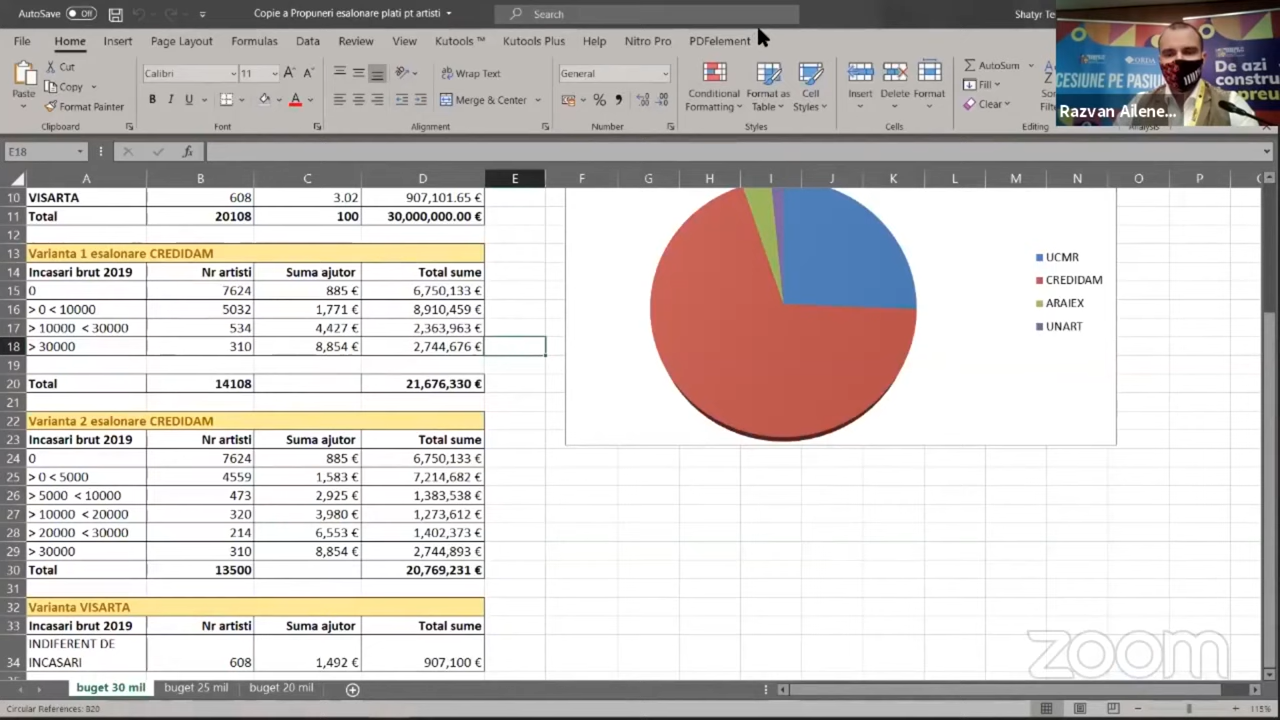 AutoSave Off Copie a Propuneri esalonare plati pt artisti Search Shatyr Te
File Home Insert Page Layout Formulas Data Review View Kutools ™ Kutools Plus Help Nitro Pro PDFelement
Cut
Copy
Format Painter
Paste
Clipboard
Calibri 11
B I U
Font
Wrap Text
Merge & Center
Alignment
General
Number
Conditional Formatting
Format as Table
Cell Styles
Styles
Insert Delete Format
Cells
AutoSum
Fill
Clear
Editing
CESIUNE PE PASIU
ORDA
De azi
constru
Razvan Ailene...
E18 fx
A B C D E F G H I J K L M N O P
10 VISARTA 608 3.02 907,101.65 €
11 Total 20108 100 30,000,000.00 €
12
13 Varianta 1 esalonare CREDIDAM
14 Incasari brut 2019 Nr artisti Suma ajutor Total sume
15 0 7624 885 € 6,750,133 €
16 > 0 < 10000 5032 1,771 € 8,910,459 €
17 > 10000 < 30000 534 4,427 € 2,363,963 €
18 > 30000 310 8,854 € 2,744,676 €
19
20 Total 14108 21,676,330 €
21
22 Varianta 2 esalonare CREDIDAM
23 Incasari brut 2019 Nr artisti Suma ajutor Total sume
24 0 7624 885 € 6,750,133 €
25 > 0 < 5000 4559 1,583 € 7,214,682 €
26 > 5000 < 10000 473 2,925 € 1,383,538 €
27 > 10000 < 20000 320 3,980 € 1,273,612 €
28 > 20000 < 30000 214 6,553 € 1,402,373 €
29 > 30000 310 8,854 € 2,744,893 €
30 Total 13500 20,769,231 €
31
32 Varianta VISARTA
33 Incasari brut 2019 Nr artisti Suma ajutor Total sume
INDIFERENT DE
34 INCASARI 608 1,492 € 907,100 €
UCMR
CREDIDAM
ARAIEX
UNART
zoom
buget 30 mil buget 25 mil buget 20 mil
Circular References: B20 115%